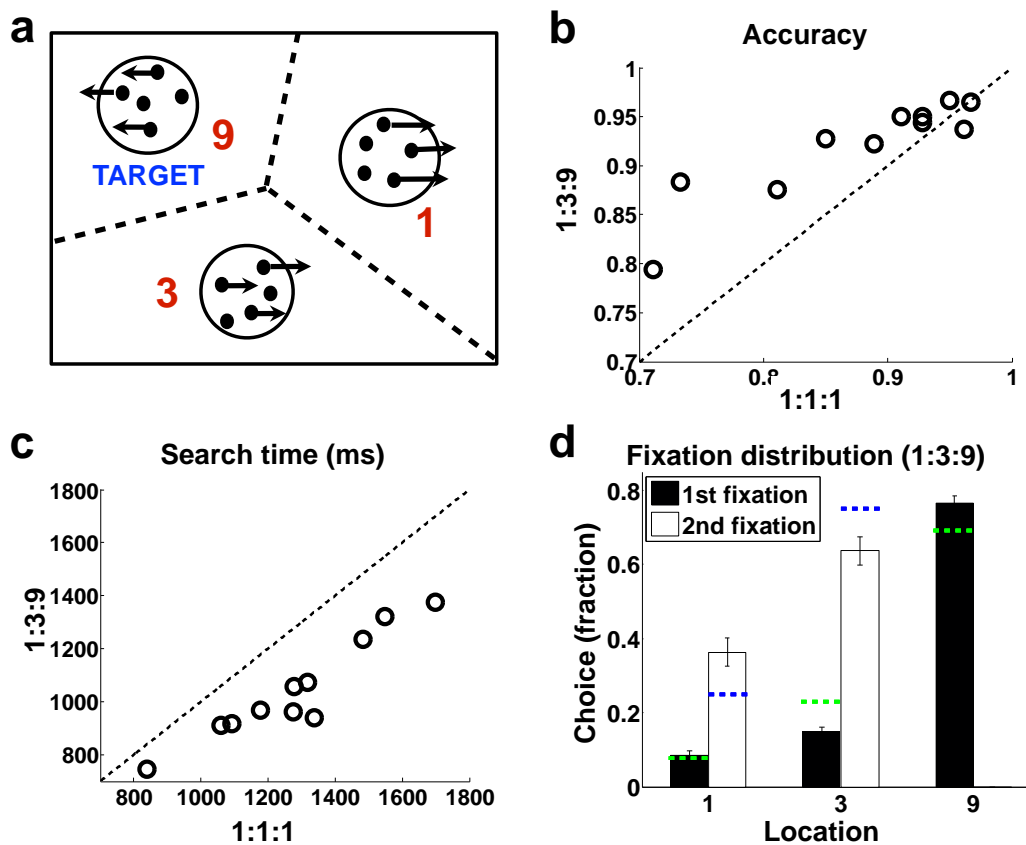 a
9
TARGET
1
3
b
Accuracy
1
0.95
0.9
0.85
0.8
0.75
0.7
1:3:9
0.7
0.9
1
1:1:1
c
Search time (ms)
1800
1600
1400
1200
1000
800
1:3:9
800 1000 1200 1400 1600 1800
1:1:1
d
Fixation distribution (1:3:9)
1st fixation
2nd fixation
0.8
0.6
0.4
0.2
0
Choice (fraction)
1 3 9
Location